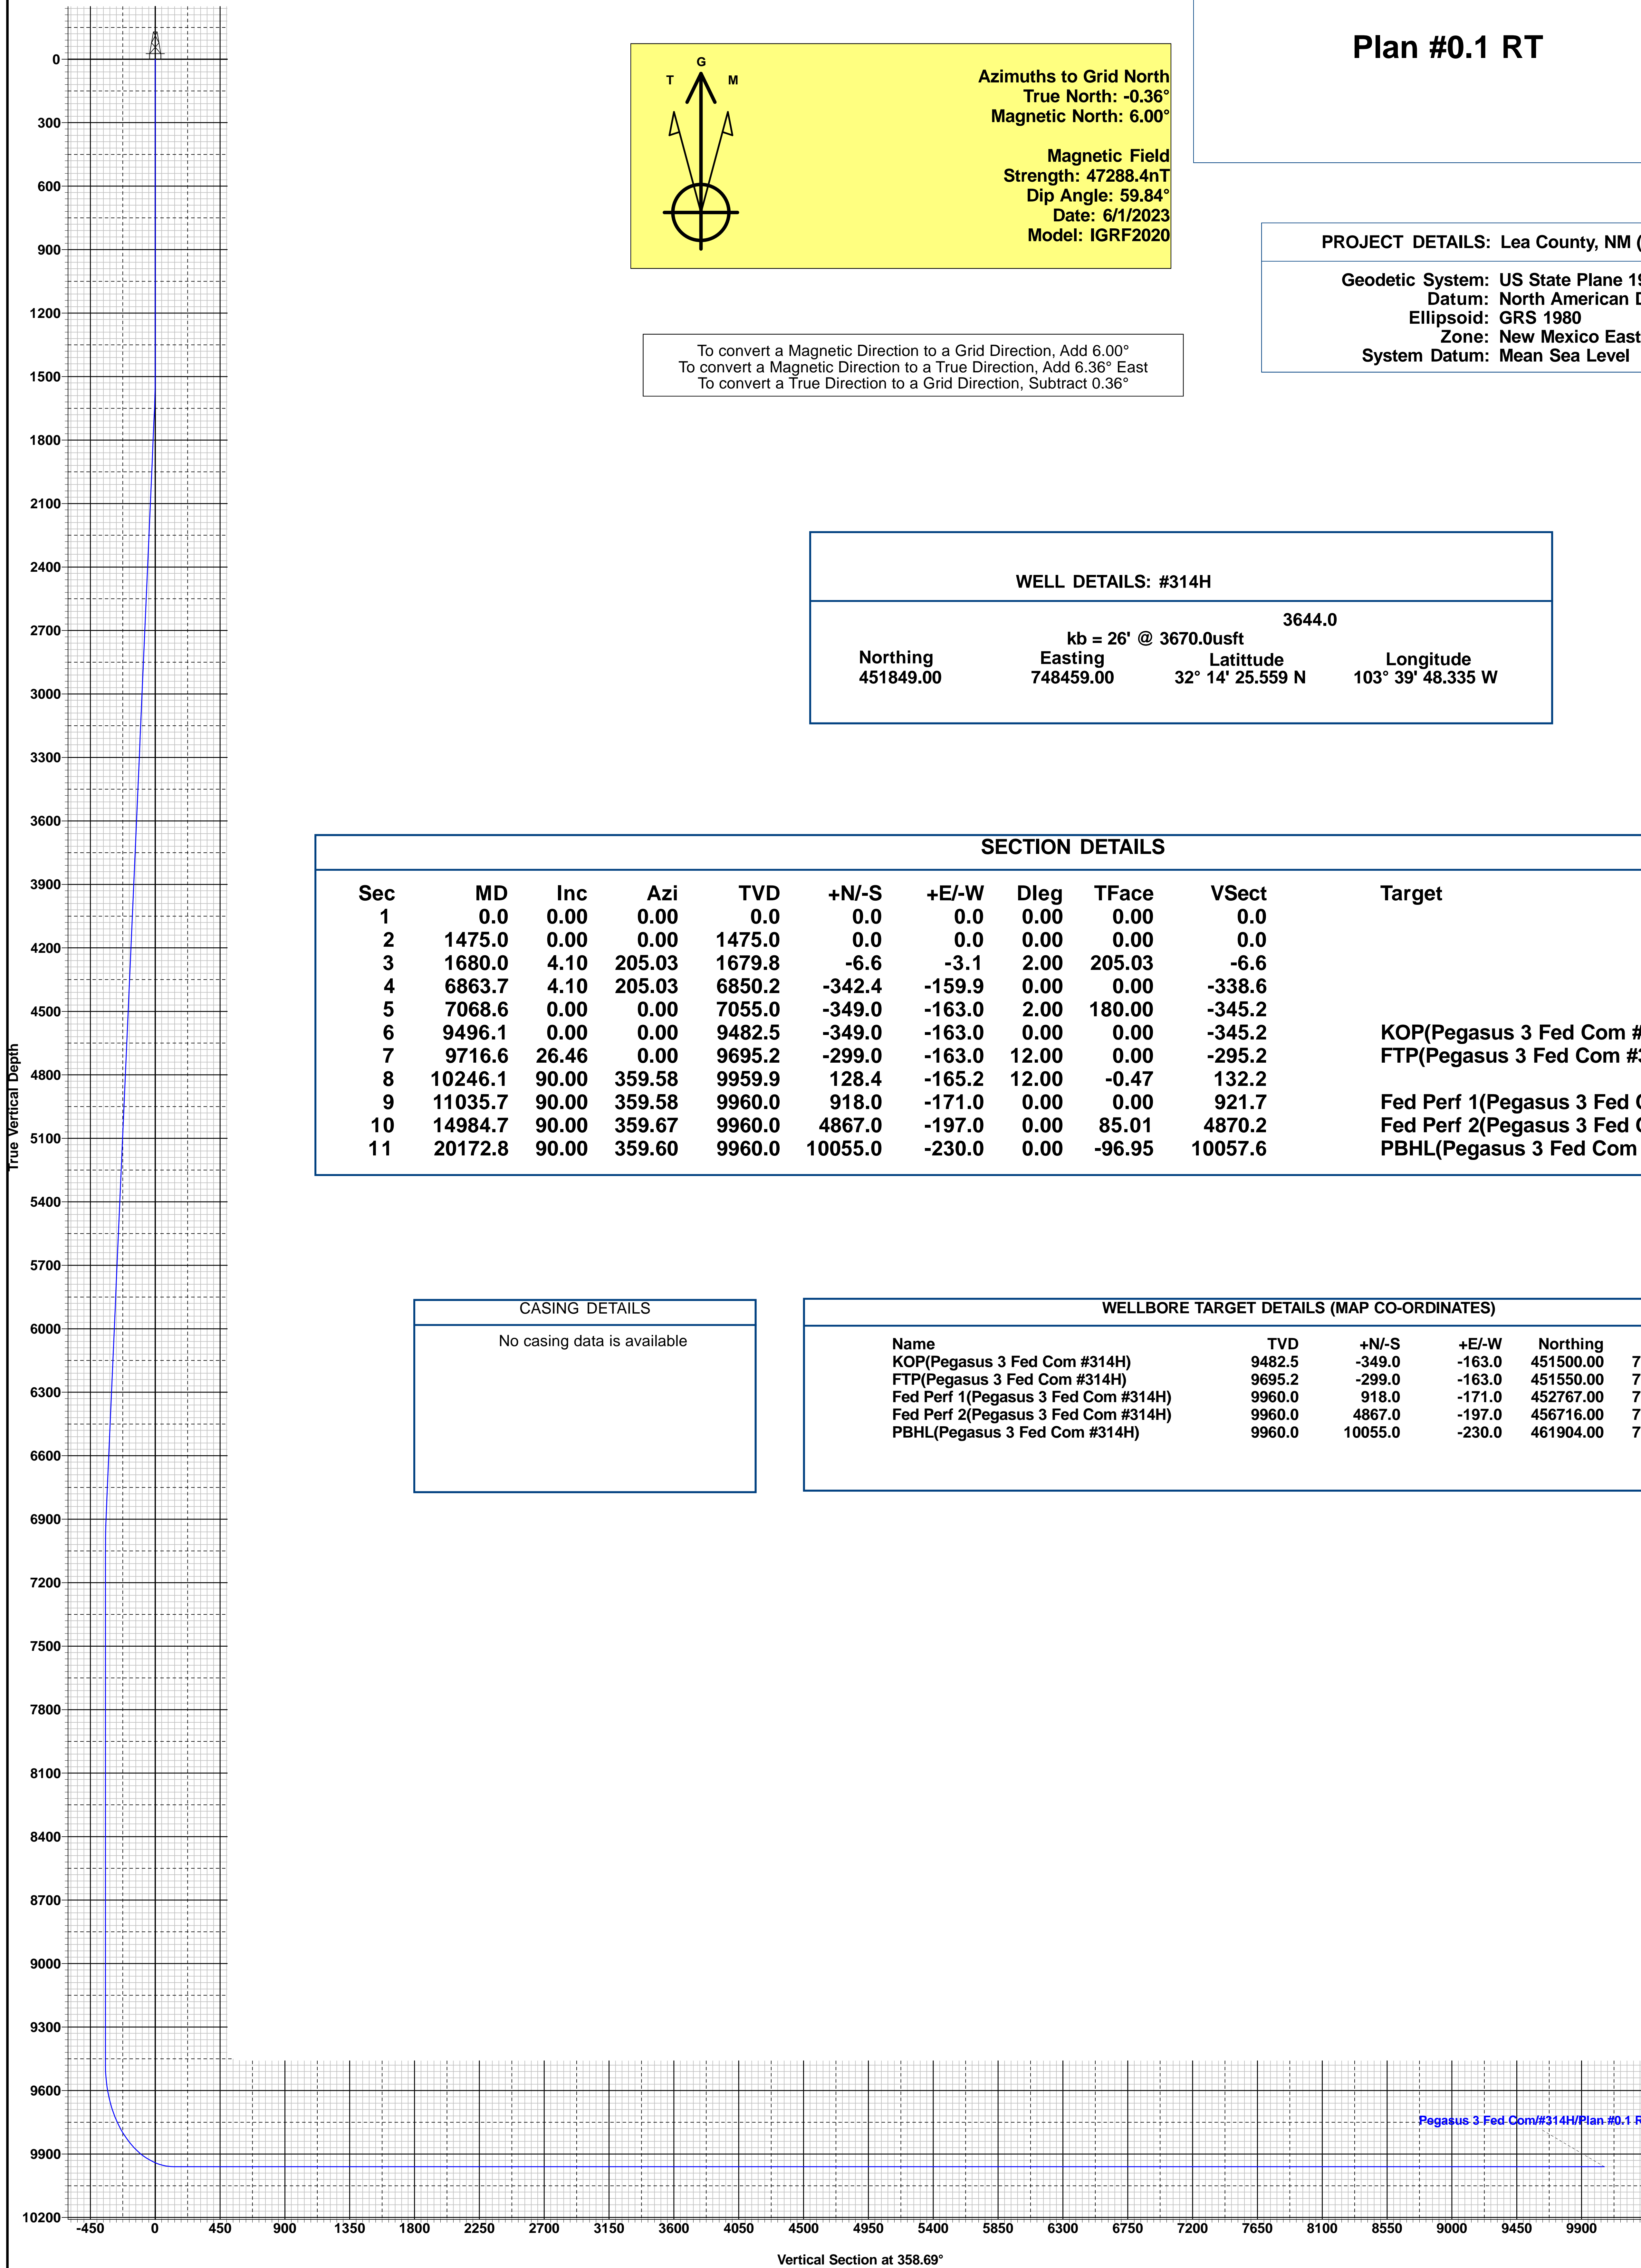 Plan #0.1 RT
G
T M
Azimuths to Grid North
True North: -0.36°
Magnetic North: 6.00°
Magnetic Field
Strength: 47288.4nT
Dip Angle: 59.84°
Date: 6/1/2023
Model: IGRF2020
PROJECT DETAILS: Lea County, NM (
Geodetic System: US State Plane 19
Datum: North American D
Ellipsoid: GRS 1980
Zone: New Mexico East
System Datum: Mean Sea Level
To convert a Magnetic Direction to a Grid Direction, Add 6.00°
To convert a Magnetic Direction to a True Direction, Add 6.36° East
To convert a True Direction to a Grid Direction, Subtract 0.36°
WELL DETAILS: #314H
3644.0
kb = 26' @ 3670.0usft
Northing Easting Latittude Longitude
451849.00 748459.00 32° 14' 25.559 N 103° 39' 48.335 W
SECTION DETAILS
Sec MD Inc Azi TVD +N/-S +E/-W Dleg TFace VSect Target
1 0.0 0.00 0.00 0.0 0.0 0.0 0.00 0.00 0.0
2 1475.0 0.00 0.00 1475.0 0.0 0.0 0.00 0.00 0.0
3 1680.0 4.10 205.03 1679.8 -6.6 -3.1 2.00 205.03 -6.6
4 6863.7 4.10 205.03 6850.2 -342.4 -159.9 0.00 0.00 -338.6
5 7068.6 0.00 0.00 7055.0 -349.0 -163.0 2.00 180.00 -345.2
6 9496.1 0.00 0.00 9482.5 -349.0 -163.0 0.00 0.00 -345.2 KOP(Pegasus 3 Fed Com #
7 9716.6 26.46 0.00 9695.2 -299.0 -163.0 12.00 0.00 -295.2 FTP(Pegasus 3 Fed Com #3
8 10246.1 90.00 359.58 9959.9 128.4 -165.2 12.00 -0.47 132.2
9 11035.7 90.00 359.58 9960.0 918.0 -171.0 0.00 0.00 921.7 Fed Perf 1(Pegasus 3 Fed C
10 14984.7 90.00 359.67 9960.0 4867.0 -197.0 0.00 85.01 4870.2 Fed Perf 2(Pegasus 3 Fed C
11 20172.8 90.00 359.60 9960.0 10055.0 -230.0 0.00 -96.95 10057.6 PBHL(Pegasus 3 Fed Com
CASING DETAILS
No casing data is available
WELLBORE TARGET DETAILS (MAP CO-ORDINATES)
Name TVD +N/-S +E/-W Northing
KOP(Pegasus 3 Fed Com #314H) 9482.5 -349.0 -163.0 451500.00 7
FTP(Pegasus 3 Fed Com #314H) 9695.2 -299.0 -163.0 451550.00 7
Fed Perf 1(Pegasus 3 Fed Com #314H) 9960.0 918.0 -171.0 452767.00 7
Fed Perf 2(Pegasus 3 Fed Com #314H) 9960.0 4867.0 -197.0 456716.00 7
PBHL(Pegasus 3 Fed Com #314H) 9960.0 10055.0 -230.0 461904.00 7
True Vertical Depth
0
300
600
900
1200
1500
1800
2100
2400
2700
3000
3300
3600
3900
4200
4500
4800
5100
5400
5700
6000
6300
6600
6900
7200
7500
7800
8100
8400
8700
9000
9300
9600
9900
10200
Pegasus 3 Fed Com/#314H/Plan #0.1 R
-450 0 450 900 1350 1800 2250 2700 3150 3600 4050 4500 4950 5400 5850 6300 6750 7200 7650 8100 8550 9000 9450 9900
Vertical Section at 358.69°